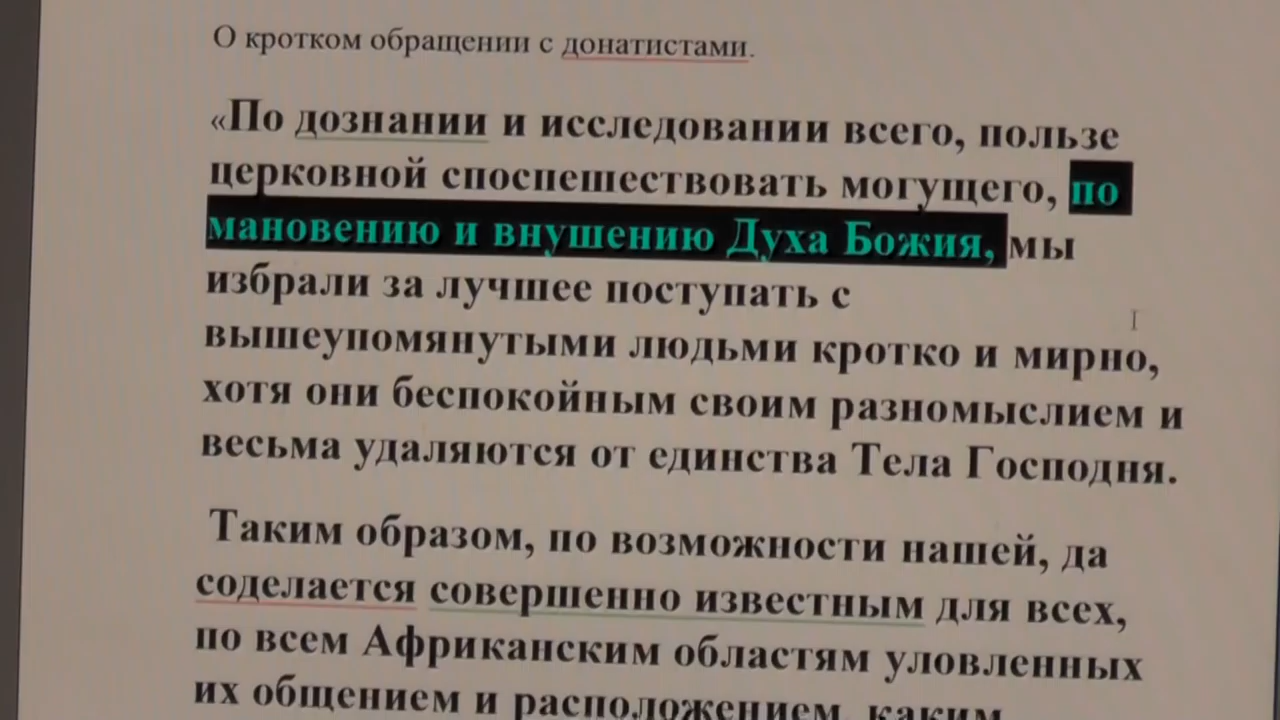 О кротком обращении с донатистами.
«По дознании и исследовании всего, пользе
церковной споспешествовать могущего, по
мановению и внушению Духа Божия, мы
избрали за лучшее поступать с
вышеупомянутыми людьми кротко и мирно,
хотя они беспокойным своим разномыслием и
весьма удаляются от единства Тела Господня.
Таким образом, по возможности нашей, да
соделается совершенно известным для всех,
по всем Африканским областям уловленных
их общением и расположением, каким